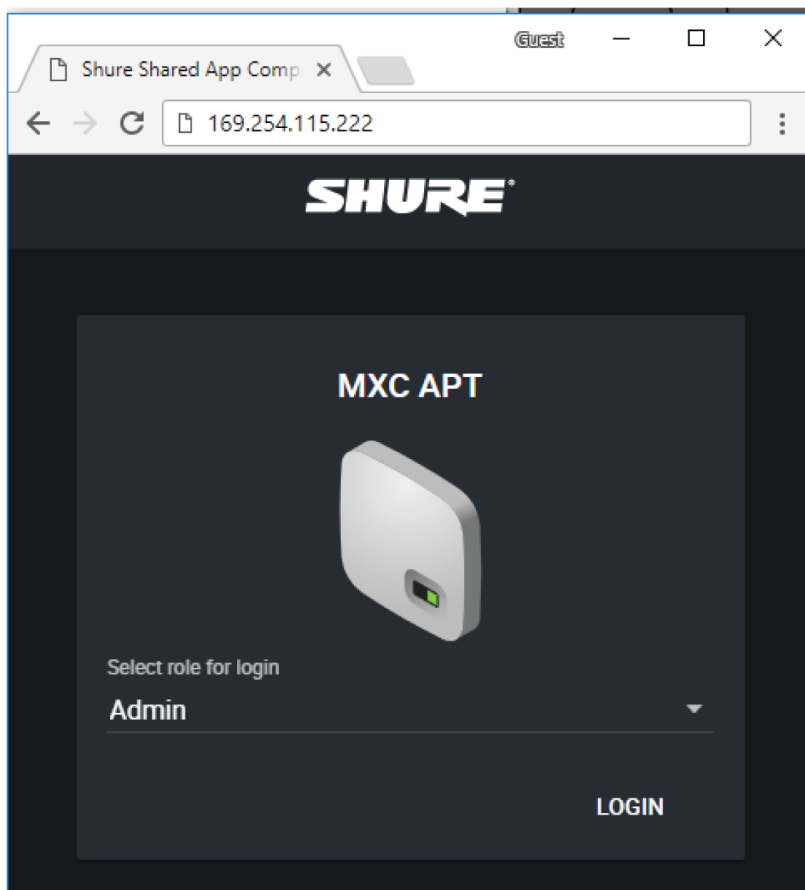 Guest
Shure Shared App Comp
169.254.115.222
SHURE®
MXC APT
Select role for login
Admin
LOGIN